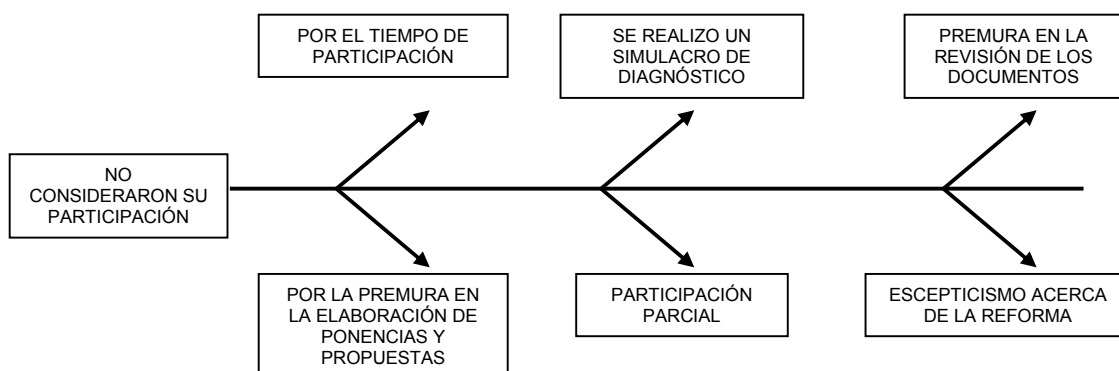 POR EL TIEMPO DE
PARTICIPACIÓN
SE REALIZO UN
SIMULACRO DE
DIAGNÓSTICO
PREMURA EN LA
REVISIÓN DE LOS
DOCUMENTOS
NO
CONSIDERARON SU
PARTICIPACIÓN
POR LA PREMURA EN
LA ELABORACIÓN DE
PONENCIAS Y
PROPUESTAS
PARTICIPACIÓN
PARCIAL
ESCEPTICISMO ACERCA
DE LA REFORMA